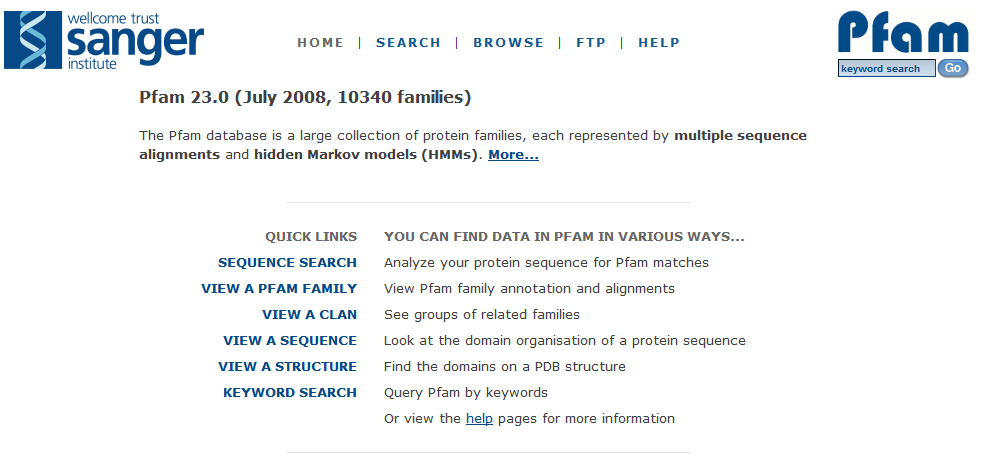 wellcome trust
sanger
institute
HOME | SEARCH | BROWSE | FTP | HELP
Pfam
keyword search Go
Pfam 23.0 (July 2008, 10340 families)
The Pfam database is a large collection of protein families, each represented by multiple sequence
alignments and hidden Markov models (HMMs). More...
QUICK LINKS YOU CAN FIND DATA IN PFAM IN VARIOUS WAYS...
SEQUENCE SEARCH Analyze your protein sequence for Pfam matches
VIEW A PFAM FAMILY View Pfam family annotation and alignments
VIEW A CLAN See groups of related families
VIEW A SEQUENCE Look at the domain organisation of a protein sequence
VIEW A STRUCTURE Find the domains on a PDB structure
KEYWORD SEARCH Query Pfam by keywords
Or view the help pages for more information